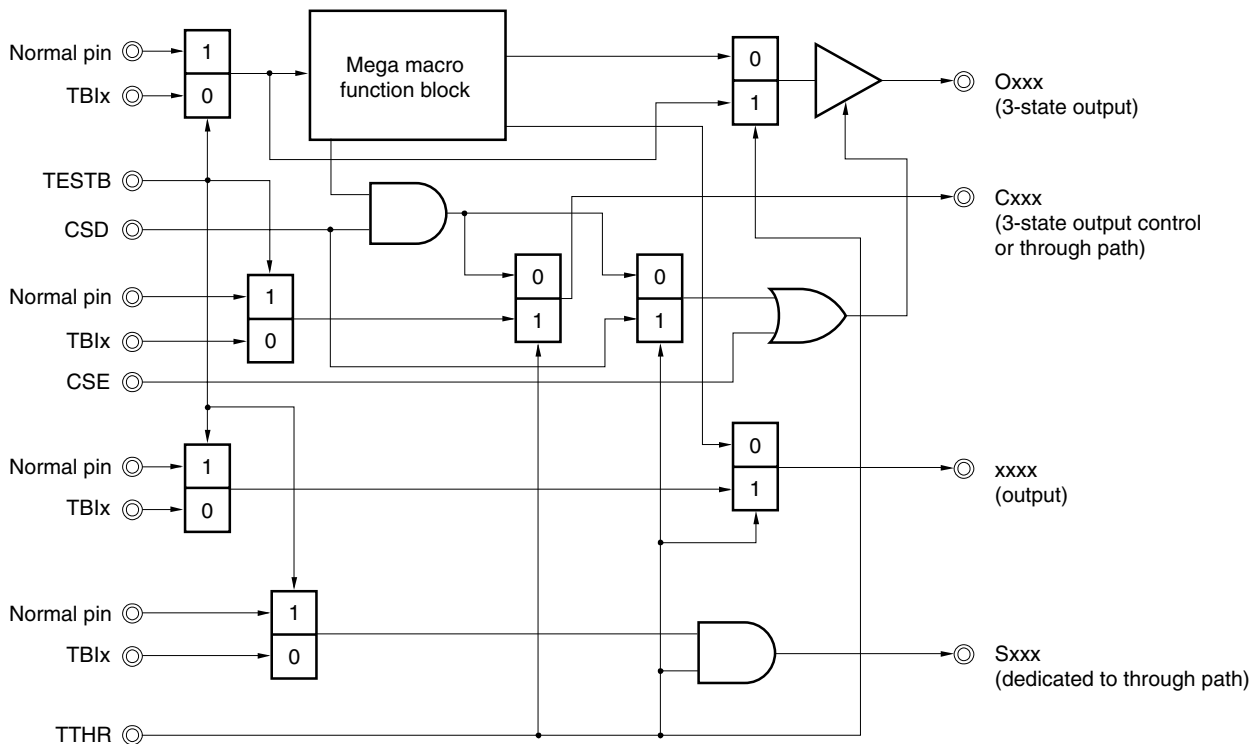 Normal pin
1
Mega macro
function block
0
TBIx
0
1
Oxxx
(3-state output)
TESTB
Cxxx
(3-state output control
or through path)
CSD
0
0
Normal pin
1
1
1
TBIx
0
CSE
0
Normal pin
1
xxxx
(output)
1
TBIx
0
Normal pin
1
TBIx
0
Sxxx
(dedicated to through path)
TTHR